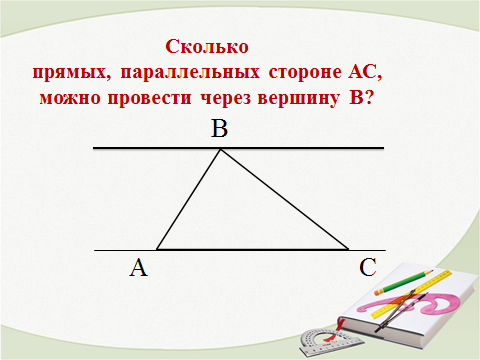 Сколько
прямых, параллельных стороне АС,
можно провести через вершину В?
В
А С